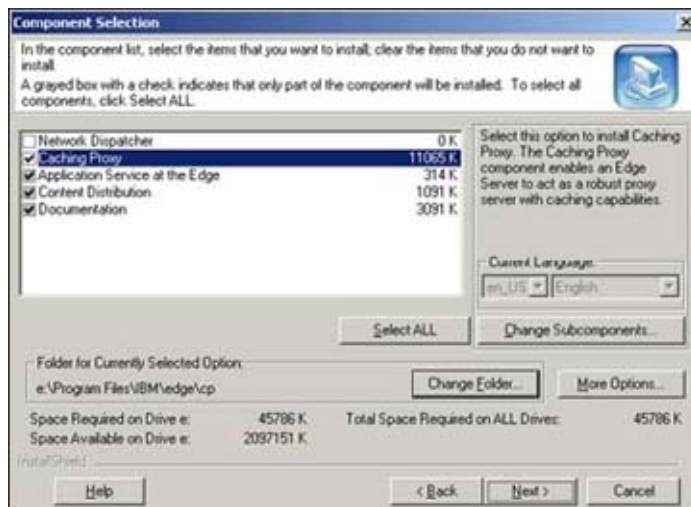 Component Selection
In the component list, select the items that you want to install; clear the items that you do not want to
install.
A grayed box with a check indicates that only part of the component will be installed. To select all
components, click Select ALL.
Network Dispatcher 0 K
Caching Proxy 11065 K
Application Service at the Edge 314 K
Content Distribution 1091 K
Documentation 3091 K
Select this option to install Caching
Proxy. The Caching Proxy
component enables an Edge
Server to act as a robust proxy
server with caching capabilities.
Current Language:
en_US English
Select ALL
Change Subcomponents...
Folder for Currently Selected Option:
e:\Program Files\IBM\edge\cp
Change Folder...
More Options...
Space Required on Drive e: 45786 K
Total Space Required on ALL Drives: 45786 K
Space Available on Drive e: 2097151 K
InstallShield
Help
< Back
Next >
Cancel